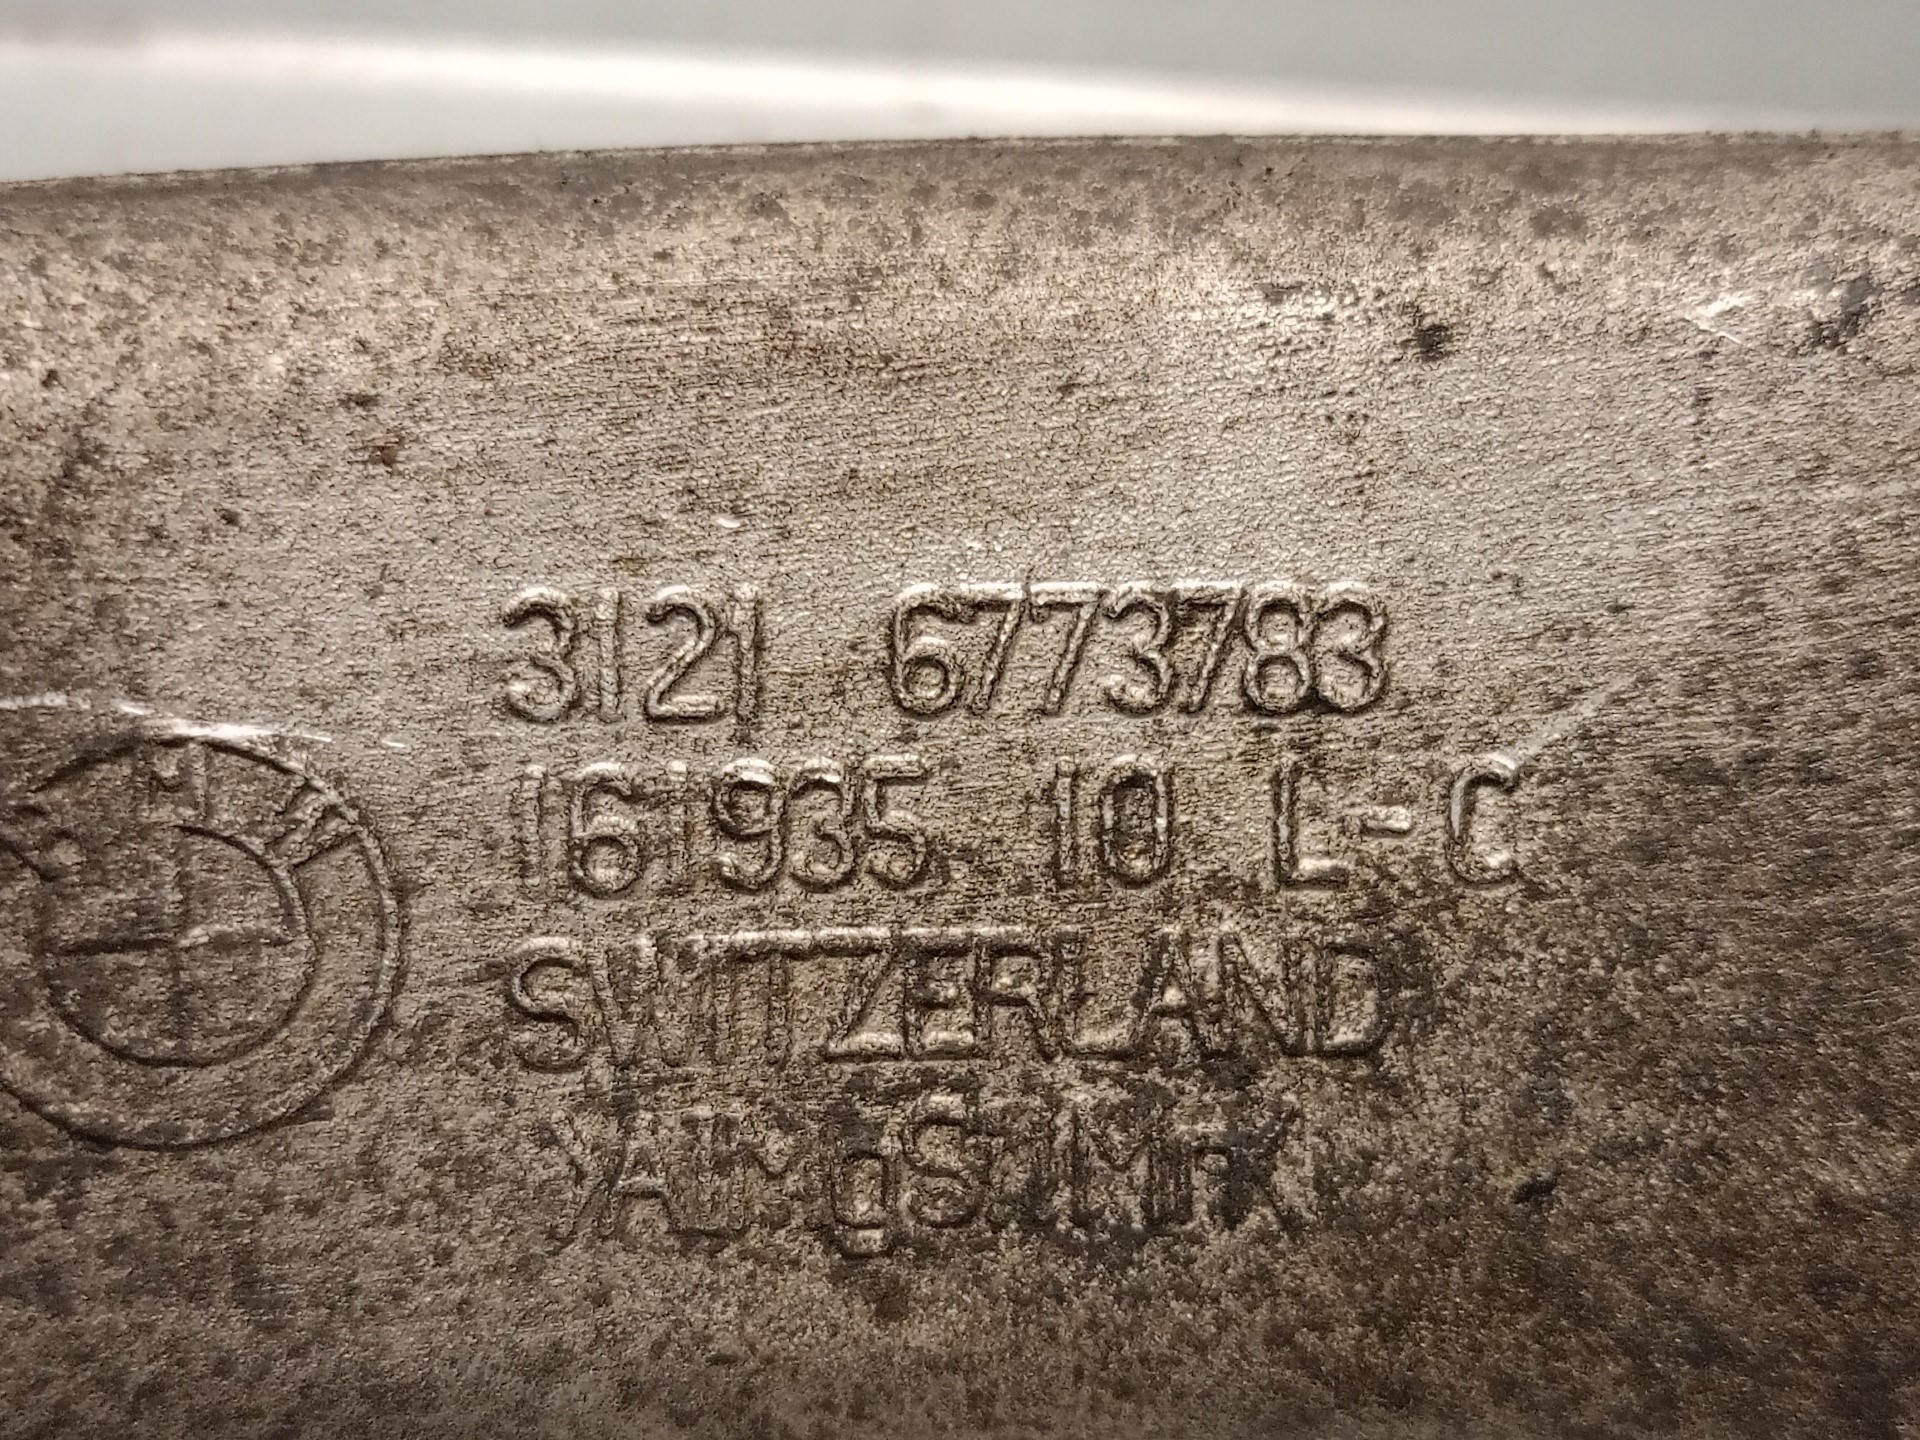 3121 6773783
161935 10 L-C
SWITZERLAND